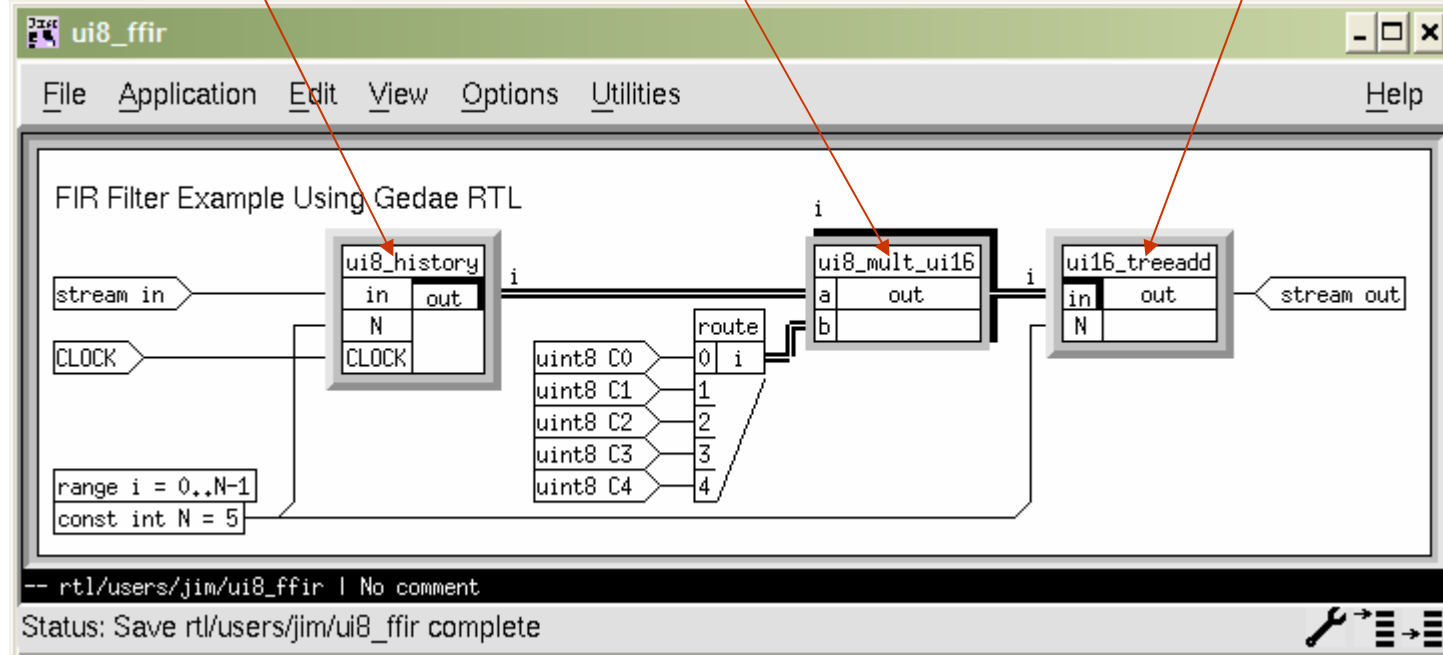 ui8_ffir
File Application Edit View Options Utilities Help
FIR Filter Example Using Gedae RTL
stream in
CLOCK
range i = 0..N-1
const int N = 5
ui8_history
in out
N
CLOCK
i
uint8 C0
uint8 C1
uint8 C2
uint8 C3
uint8 C4
route
0 i
1
2
3
4
i
ui8_mult_ui16
a out
b
i
ui16_treeadd
in out
N
stream out
-- rtl/users/jim/ui8_ffir | No comment
Status: Save rtl/users/jim/ui8_ffir complete